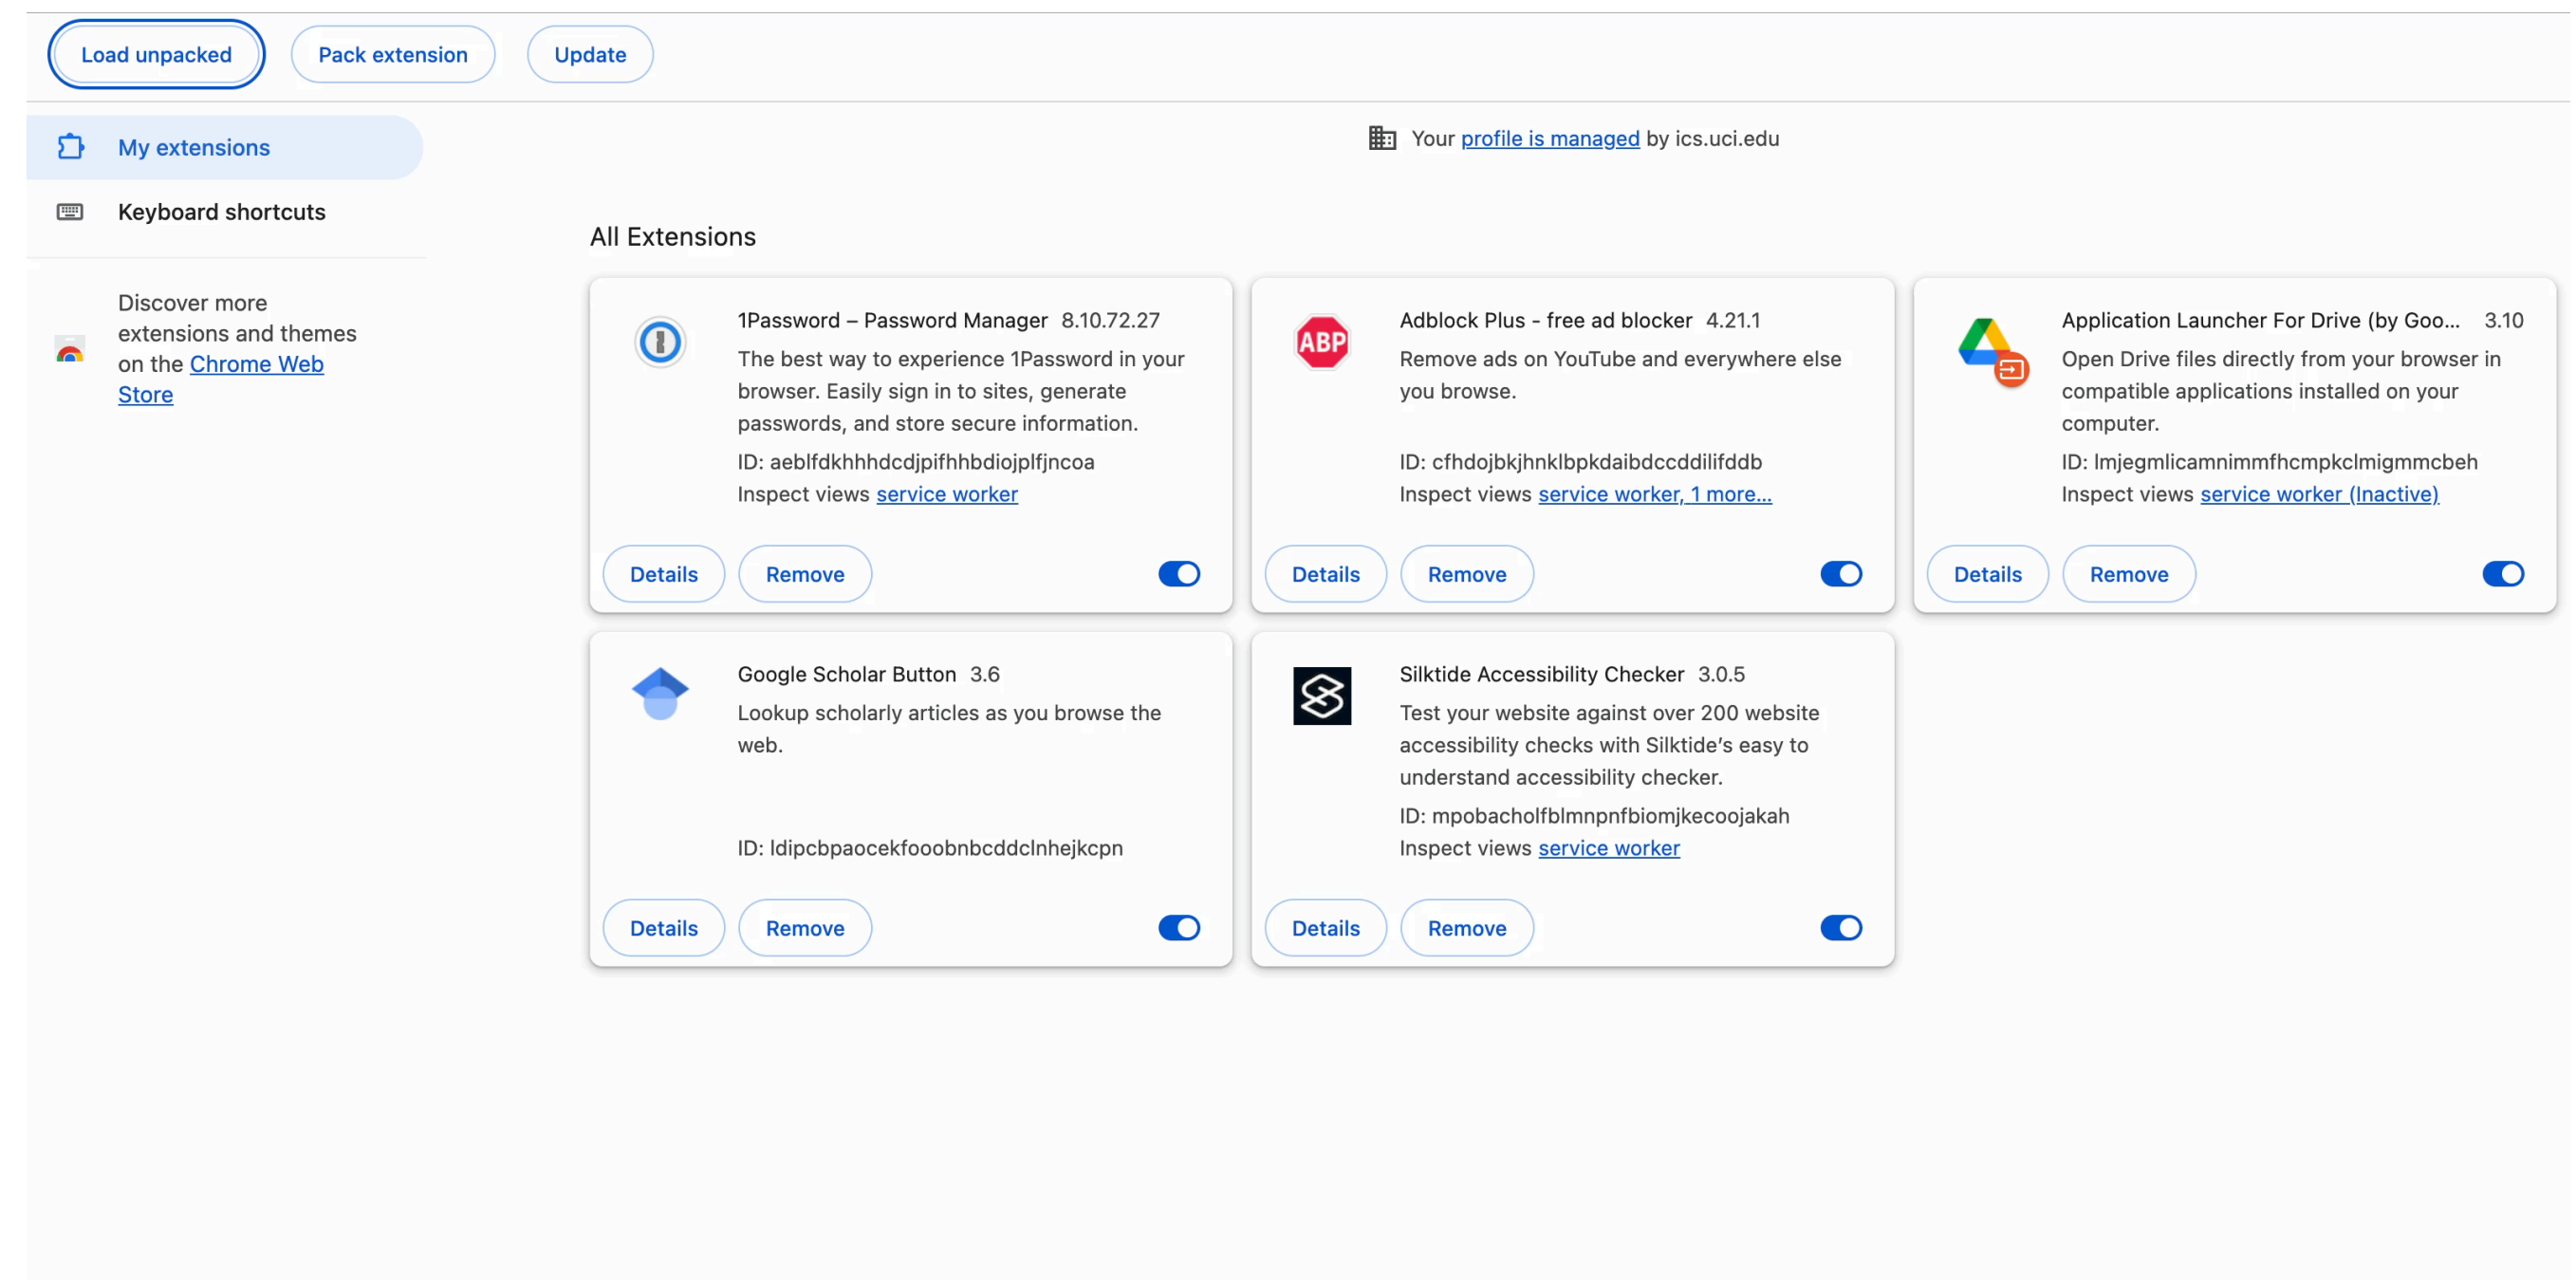 Load unpacked
Pack extension
Update
My extensions
Keyboard shortcuts
Discover more
extensions and themes
on the Chrome Web
Store
Your profile is managed by ics.uci.edu
All Extensions
1Password – Password Manager 8.10.72.27
The best way to experience 1Password in your
browser. Easily sign in to sites, generate
passwords, and store secure information.
ID: aeblfdkhhhdcdjpifhhbdiojplfjncoa
Inspect views service worker
Details
Remove
ABP
Adblock Plus - free ad blocker 4.21.1
Remove ads on YouTube and everywhere else
you browse.
ID: cfhdojbkjhnklbpkdaibdccddilifddb
Inspect views service worker, 1 more...
Details
Remove
Application Launcher For Drive (by Goo... 3.10
Open Drive files directly from your browser in
compatible applications installed on your
computer.
ID: lmjegmlicamnimmfhcmpkclmigmmcbeh
Inspect views service worker (Inactive)
Details
Remove
Google Scholar Button 3.6
Lookup scholarly articles as you browse the
web.
ID: ldipcbpaocekfooobnbcddclnhejkcpn
Details
Remove
Silktide Accessibility Checker 3.0.5
Test your website against over 200 website
accessibility checks with Silktide’s easy to
understand accessibility checker.
ID: mpobacholfblmnpnfbiomjkecoojakah
Inspect views service worker
Details
Remove